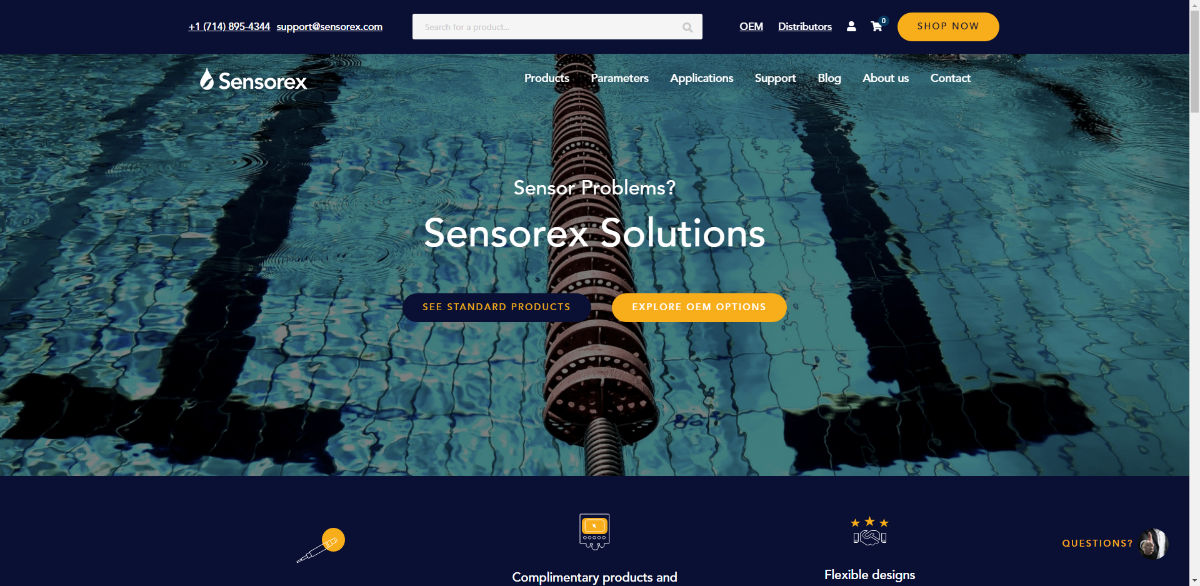 +1 (714) 895-4344 support@sensorex.com
Search for a product...
OEM Distributors
0
SHOP NOW
Sensorex
Products Parameters Applications Support Blog About us Contact
Sensor Problems?
Sensorex Solutions
SEE STANDARD PRODUCTS
EXPLORE OEM OPTIONS
QUESTIONS?
Complimentary products and
Flexible designs